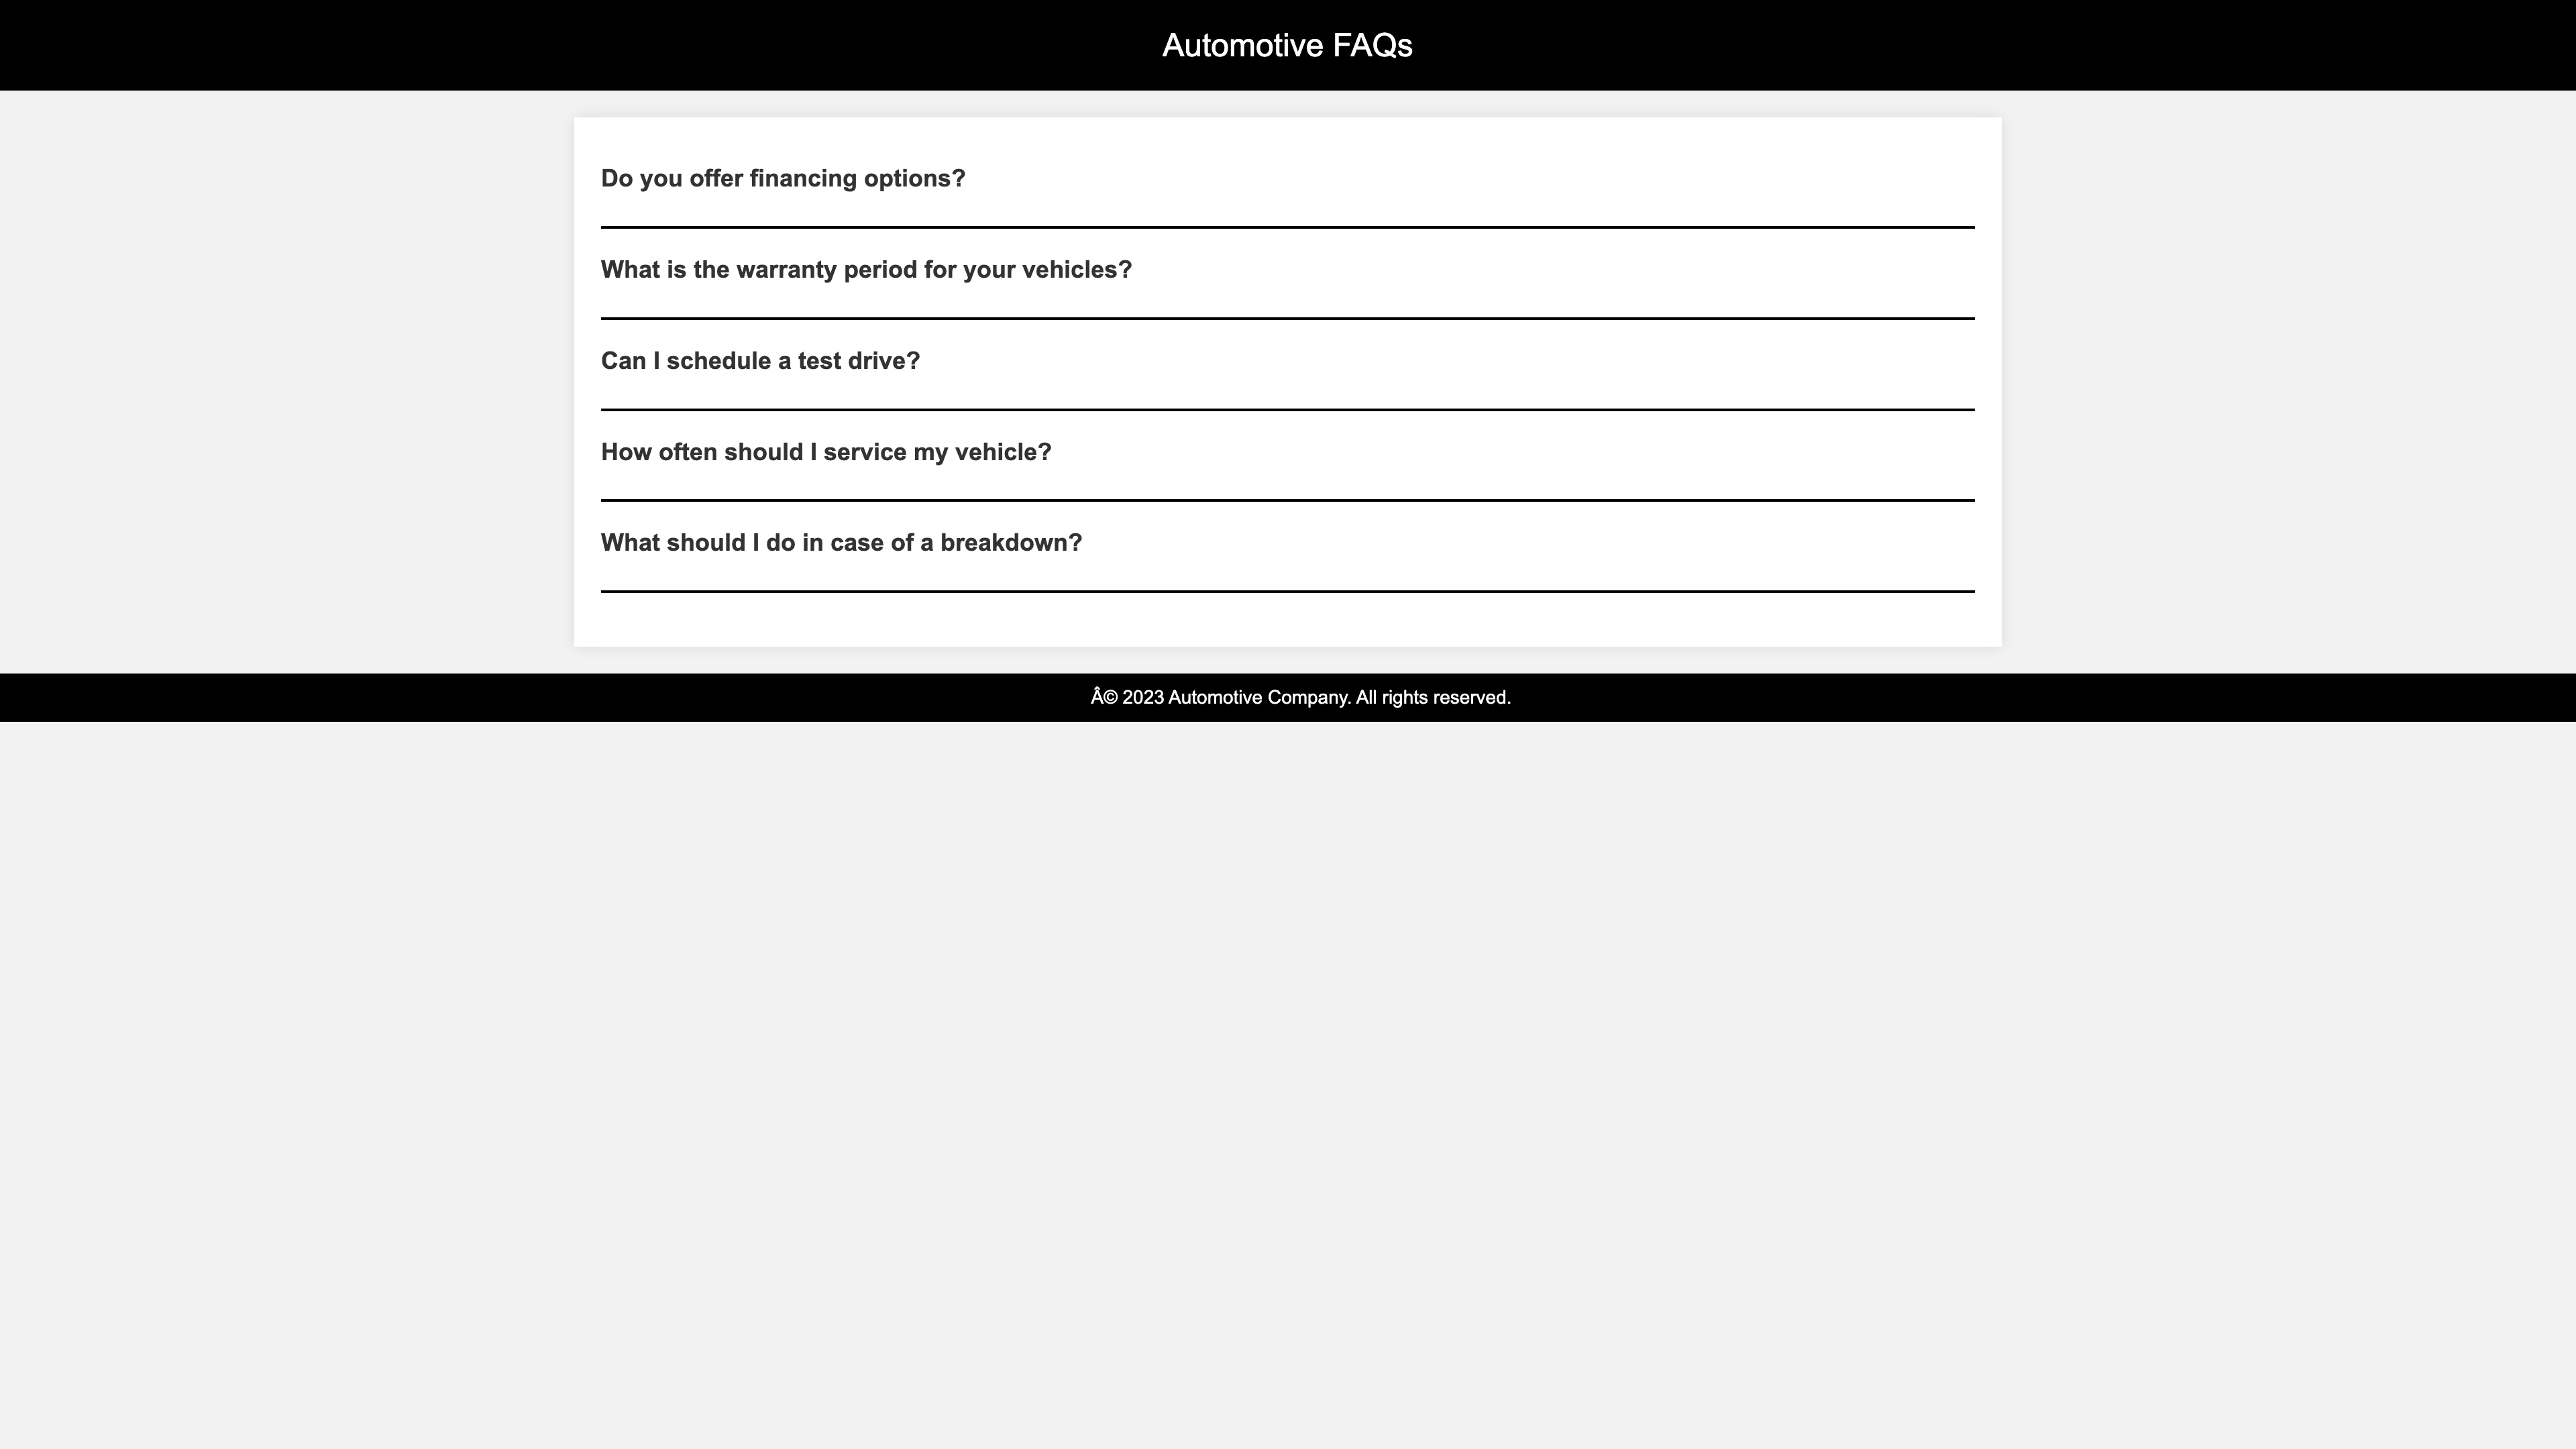 Automotive FAQs
Do you offer financing options?
What is the warranty period for your vehicles?
Can I schedule a test drive?
How often should I service my vehicle?
What should I do in case of a breakdown?
Â© 2023 Automotive Company. All rights reserved.